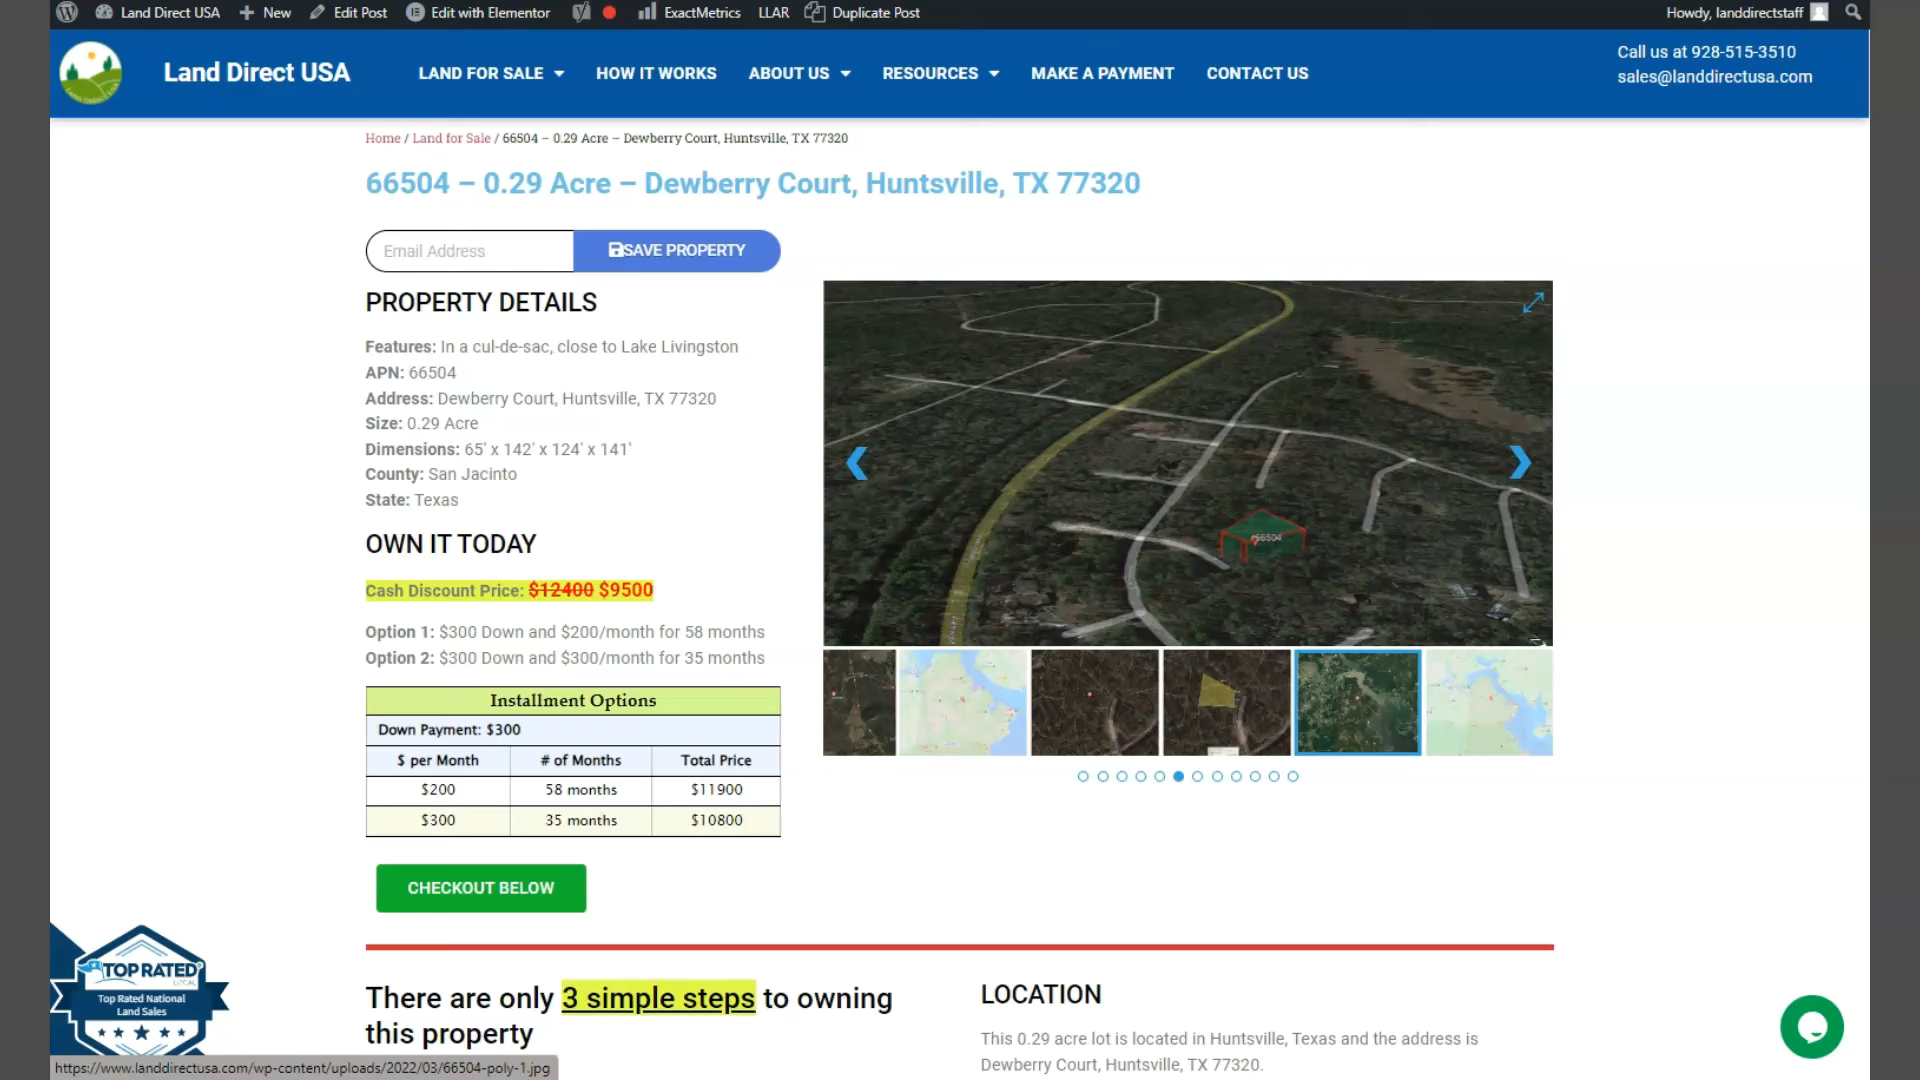 Land Direct USA New Edit Post Edit with Elementor ExactMetrics LLAR Duplicate Post Howdy, landdirectstaff
Land Direct USA LAND FOR SALE HOW IT WORKS ABOUT US RESOURCES MAKE A PAYMENT CONTACT US
Call us at 928-515-3510
sales@landdirectusa.com
Home / Land for Sale / 66504 – 0.29 Acre – Dewberry Court, Huntsville, TX 77320
66504 – 0.29 Acre – Dewberry Court, Huntsville, TX 77320
Email Address SAVE PROPERTY
PROPERTY DETAILS
Features: In a cul-de-sac, close to Lake Livingston
APN: 66504
Address: Dewberry Court, Huntsville, TX 77320
Size: 0.29 Acre
Dimensions: 65' x 142' x 124' x 141'
County: San Jacinto
State: Texas
66504
OWN IT TODAY
Cash Discount Price: $12400 $9500
Option 1: $300 Down and $200/month for 58 months
Option 2: $300 Down and $300/month for 35 months
Installment Options
Down Payment: $300
$ per Month # of Months Total Price
$200 58 months $11900
$300 35 months $10800
CHECKOUT BELOW
TOP RATED
LOCAL
Top Rated National
Land Sales
There are only 3 simple steps to owning
this property
LOCATION
This 0.29 acre lot is located in Huntsville, Texas and the address is
Dewberry Court, Huntsville, TX 77320.
https://www.landdirectusa.com/wp-content/uploads/2022/03/66504-poly-1.jpg